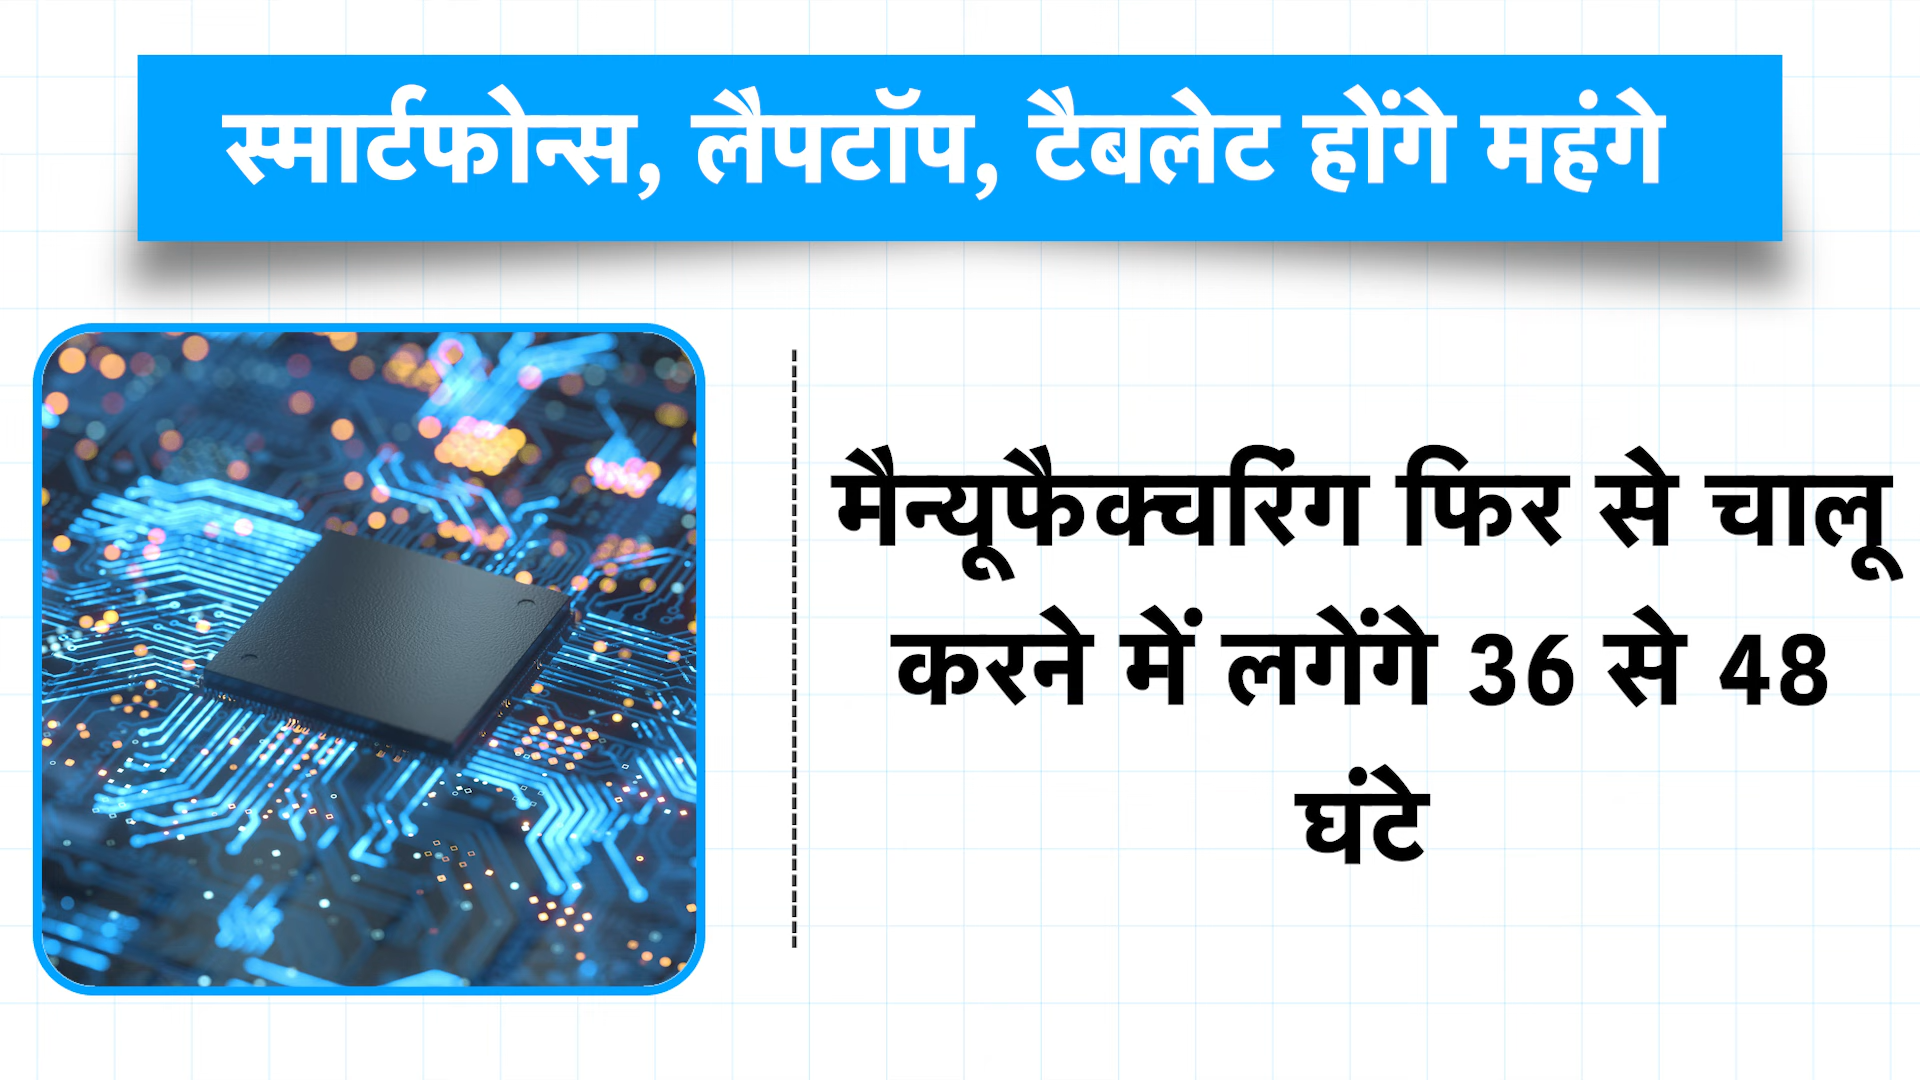 स्मार्टफोन्स, लैपटॉप, टैबलेट होंगे महंगे
मैन्यूफैक्चरिंग फिर से चालू
करने में लगेंगे 36 से 48
घंटे